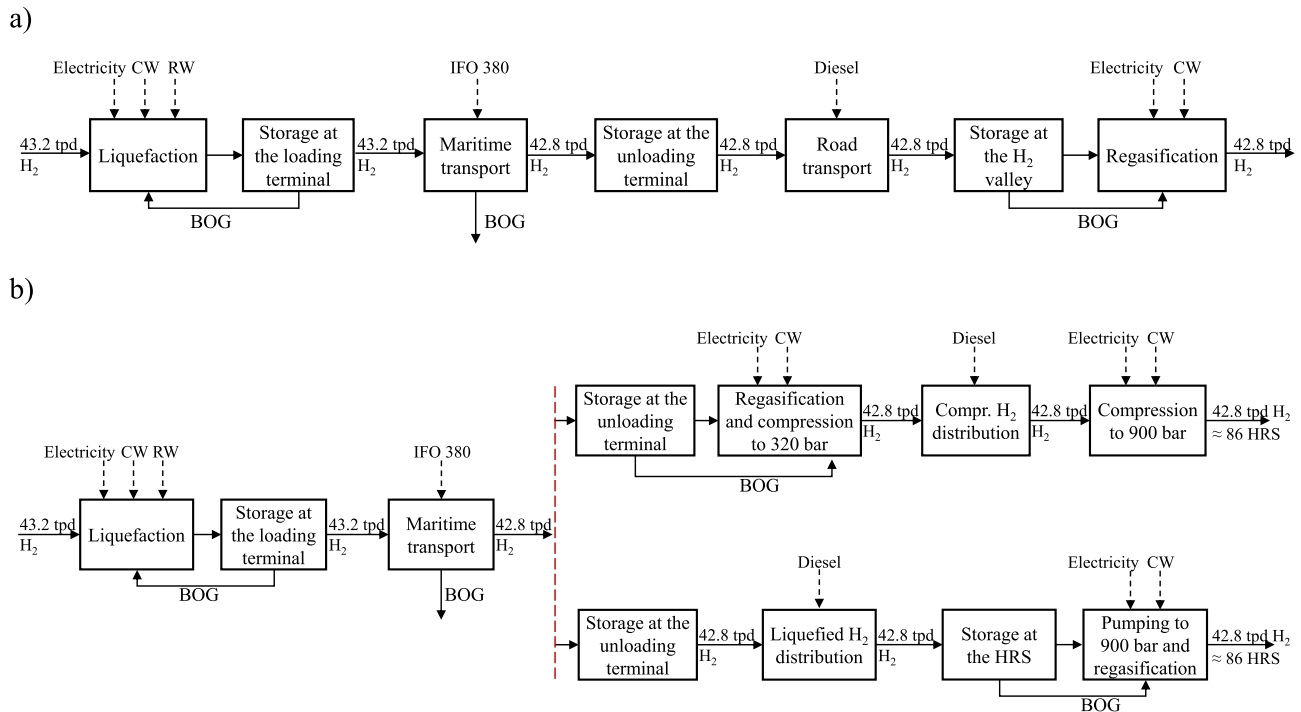 a)
Electricity CW RW
IFO 380
Diesel
Electricity CW
43.2 tpd
H2
Liquefaction
Storage at
the loading
terminal
43.2 tpd
H2
Maritime
transport
42.8 tpd
H2
Storage at the
unloading
terminal
42.8 tpd
H2
Road
transport
42.8 tpd
H2
Storage at
the H2
valley
Regasification
42.8 tpd
H2
BOG
BOG
BOG
b)
Electricity CW RW
IFO 380
43.2 tpd
H2
Liquefaction
Storage at
the loading
terminal
43.2 tpd
H2
Maritime
transport
42.8 tpd
H2
BOG
BOG
Electricity CW
Diesel
Electricity CW
Storage at the
unloading
terminal
Regasification
and compression
to 320 bar
42.8 tpd
H2
Compr. H2
distribution
42.8 tpd
H2
Compression
to 900 bar
42.8 tpd H2
≈ 86 HRS
BOG
Diesel
Electricity CW
Storage at the
unloading
terminal
42.8 tpd
H2
Liquefied H2
distribution
42.8 tpd
H2
Storage at
the HRS
Pumping to
900 bar and
regasification
42.8 tpd H2
≈ 86 HRS
BOG